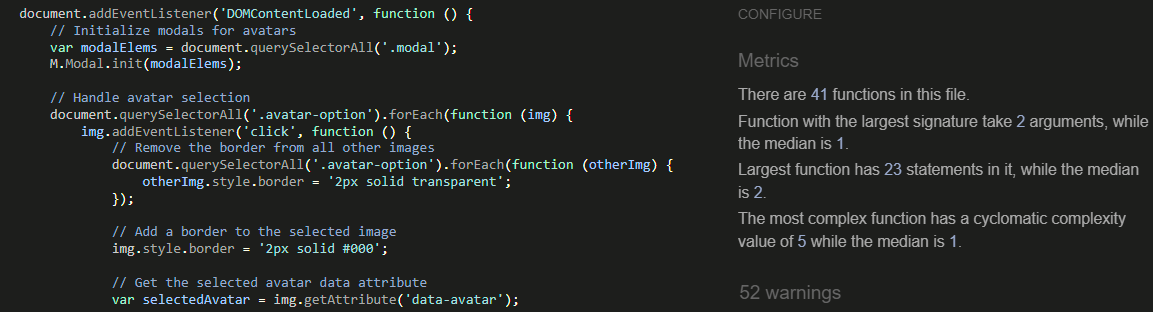 document.addEventListener('DOMContentLoaded', function () {
// Initialize modals for avatars
var modalElems = document.querySelectorAll('.modal');
M.Modal.init(modalElems);
// Handle avatar selection
document.querySelectorAll('.avatar-option').forEach(function (img) {
img.addEventListener('click', function () {
// Remove the border from all other images
document.querySelectorAll('.avatar-option').forEach(function (otherImg) {
otherImg.style.border = '2px solid transparent';
});
// Add a border to the selected image
img.style.border = '2px solid #000';
// Get the selected avatar data attribute
var selectedAvatar = img.getAttribute('data-avatar');
CONFIGURE
Metrics
There are 41 functions in this file.
Function with the largest signature take 2 arguments, while
the median is 1.
Largest function has 23 statements in it, while the median
is 2.
The most complex function has a cyclomatic complexity
value of 5 while the median is 1.
52 warnings